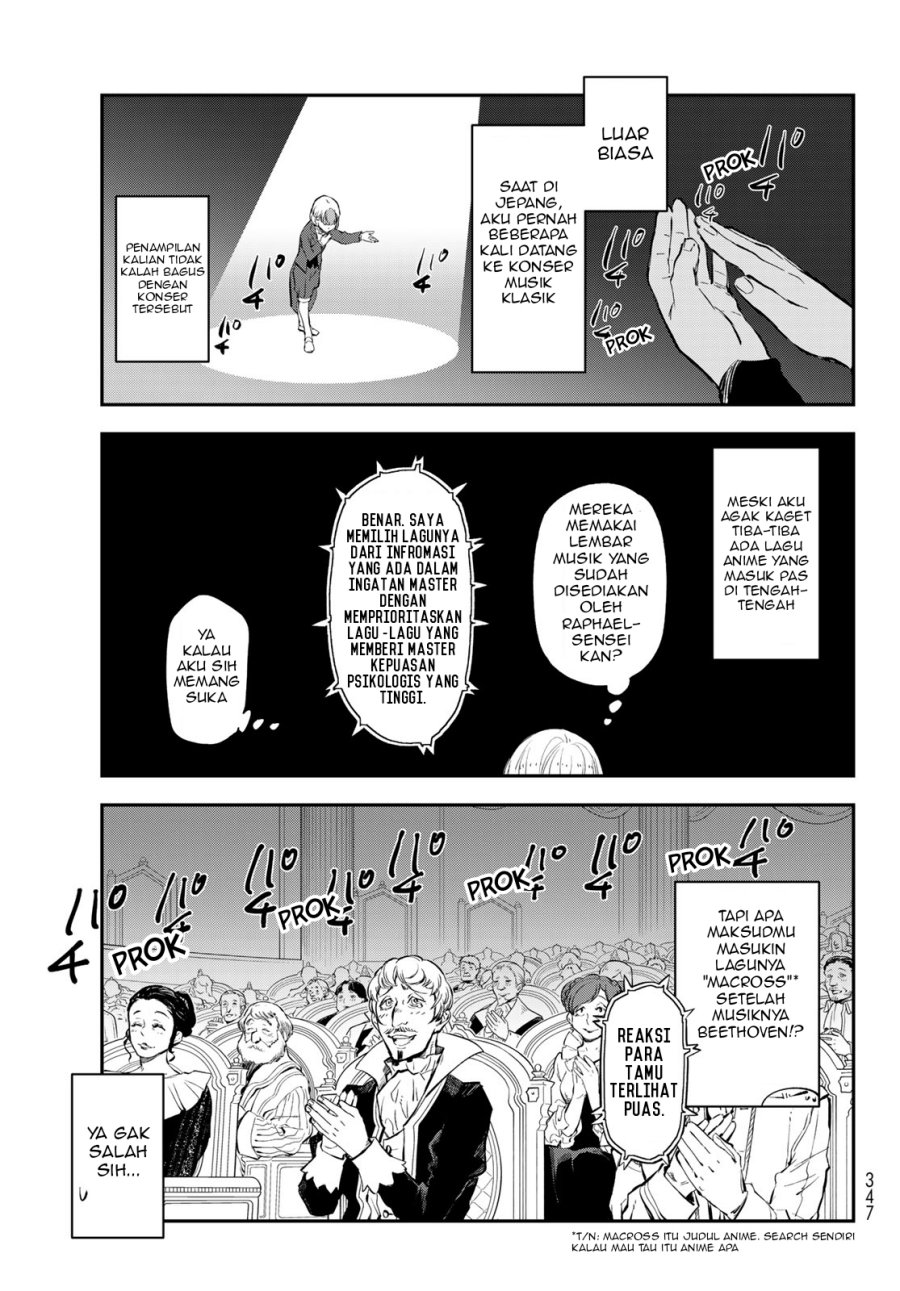 LUAR
BIASA
SAAT DI
JEPANG,
AKU PERNAH
BEBERAPA
KALI DATANG
KE KONSER
MUSIK
KLASIK
PENAMPILAN
KALIAN TIDAK
KALAH BAGUS
DENGAN
KONSER
TERSEBUT
PROK
PROK
MESKI AKU
AGAK KAGET
TIBA-TIBA
ADA LAGU
ANIME YANG
MASUK PAS
DI TENGAH-
TENGAH
MEREKA
MEMAKAI
LEMBAR
MUSIK YANG
SUDAH
DISEDIAKAN
OLEH
RAPHAEL-
SENSEI
KAN?
BENAR. SAYA
MEMILIH LAGUNYA
DARI INFROMASI
YANG ADA DALAM
INGATAN MASTER
DENGAN
MEMPRIORITASKAN
LAGU-LAGU YANG
MEMBERI MASTER
KEPUASAN
PSIKOLOGIS YANG
TINGGI.
YA
KALAU
AKU SIH
MEMANG
SUKA
PROK
PROK
PROK
PROK
TAPI APA
MAKSUDMU
MASUKIN
LAGUNYA
"MACROSS"*
SETELAH
MUSIKNYA
BEETHOVEN!?
REAKSI
PARA
TAMU
TERLIHAT
PUAS.
YA GAK
SALAH
SIH...
347
*T/N: MACROSS ITU JUDUL ANIME. SEARCH SENDIRI
KALAU MAU TAU ITU ANIME APA